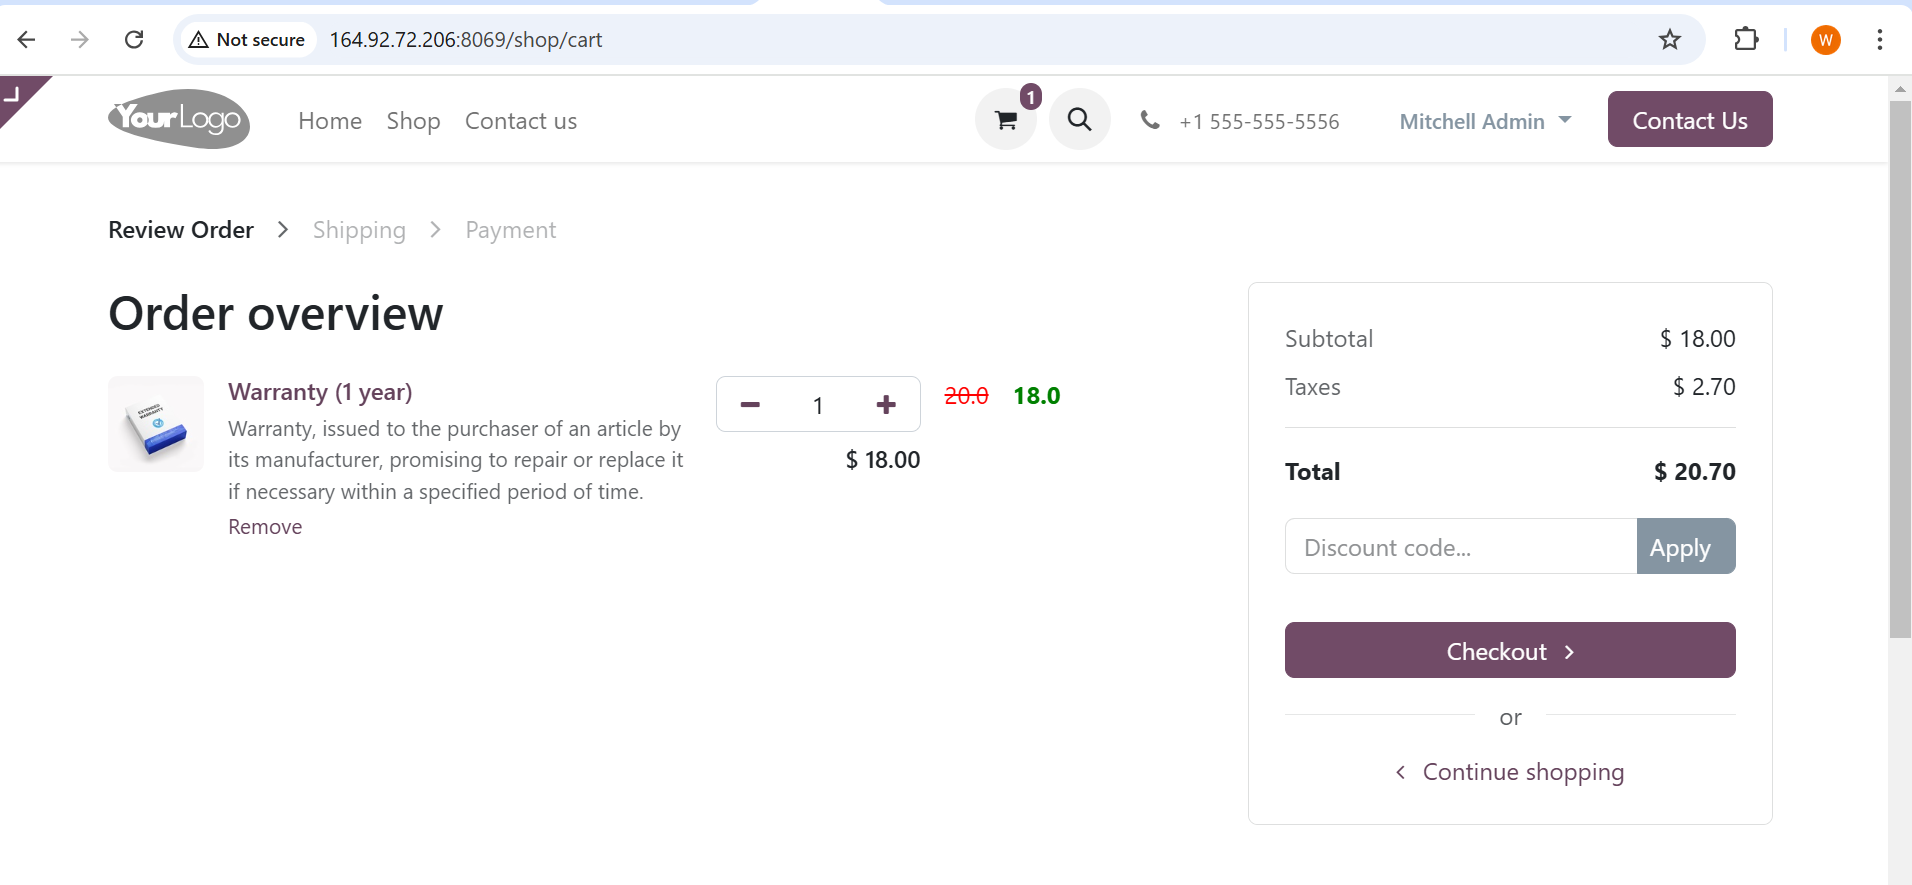 Not secure 164.92.72.206:8069/shop/cart W
YourLogo Home Shop Contact us 1 +1 555-555-5556 Mitchell Admin Contact Us
Review Order > Shipping > Payment
Order overview
Warranty (1 year)
Warranty, issued to the purchaser of an article by
its manufacturer, promising to repair or replace it
if necessary within a specified period of time.
Remove
1 20.0 18.0
$ 18.00
Subtotal $ 18.00
Taxes $ 2.70
Total $ 20.70
Discount code... Apply
Checkout >
or
< Continue shopping
EXTENDED
WARRANTY